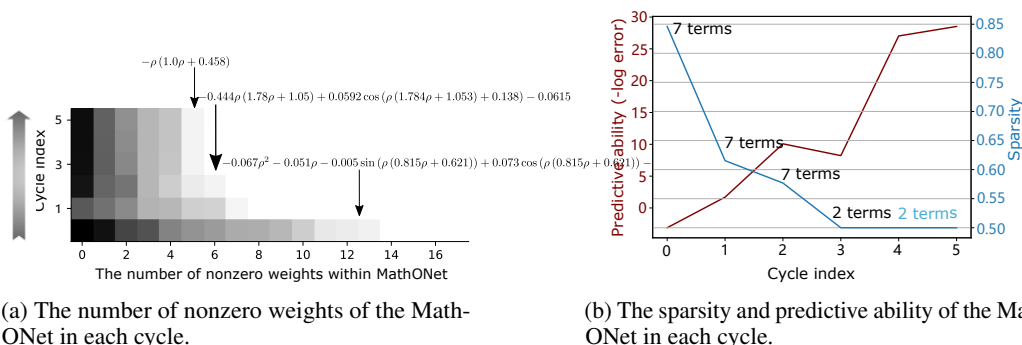 −ρ (1.0ρ + 0.458)
−0.444ρ (1.78ρ + 1.05) + 0.0592 cos (ρ (1.784ρ + 1.053) + 0.138) − 0.0615
−0.067ρ² − 0.051ρ − 0.005 sin (ρ (0.815ρ + 0.621)) + 0.073 cos (ρ (0.815ρ + 0.621)) −
Cycle index
5
3
1
0 2 4 6 8 10 12 14 16
The number of nonzero weights within MathONet
(a) The number of nonzero weights of the Math-
ONet in each cycle.
Predictive ability (-log error)
30
25
20
15
10
5
0
7 terms
7 terms
7 terms
2 terms
2 terms
0.85
0.80
0.75
0.70
0.65
0.60
0.55
0.50
Sparsity
0 1 2 3 4 5
Cycle index
(b) The sparsity and predictive ability of the Ma
ONet in each cycle.